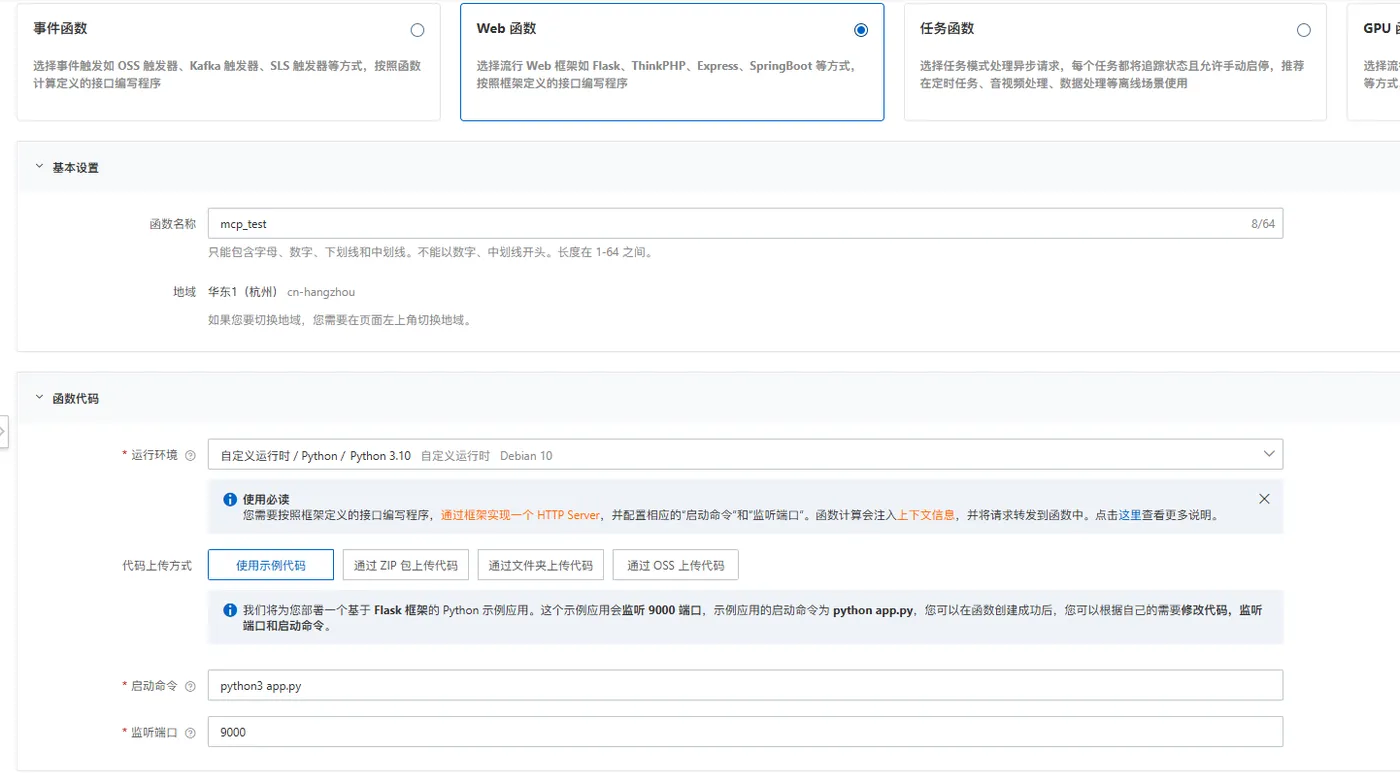 事件函数
选择事件触发如 OSS 触发器、Kafka 触发器、SLS 触发器等方式，按照函数
计算定义的接口编写程序
Web 函数
选择流行 Web 框架如 Flask、ThinkPHP、Express、SpringBoot 等方式，
按照框架定义的接口编写程序
任务函数
选择任务模式处理异步请求，每个任务都将追踪状态且允许手动启停，推荐
在定时任务、音视频处理、数据处理等离线场景使用
GPU 函
选择流
等方式
基本设置
函数名称 mcp_test 8/64
只能包含字母、数字、下划线和中划线。不能以数字、中划线开头。长度在 1-64 之间。
地域 华东1（杭州） cn-hangzhou
如果您要切换地域，您需要在页面左上角切换地域。
函数代码
* 运行环境 自定义运行时 / Python / Python 3.10 自定义运行时 Debian 10
使用必读
您需要按照框架定义的接口编写程序，通过框架实现一个 HTTP Server，并配置相应的“启动命令”和“监听端口”。函数计算会注入上下文信息，并将请求转发到函数中。点击这里查看更多说明。
代码上传方式 使用示例代码 通过 ZIP 包上传代码 通过文件夹上传代码 通过 OSS 上传代码
我们将为您部署一个基于 Flask 框架的 Python 示例应用。这个示例应用会监听 9000 端口，示例应用的启动命令为 python app.py，您可以在函数创建成功后，您可以根据自己的需要修改代码，监听
端口和启动命令。
* 启动命令 python3 app.py
* 监听端口 9000